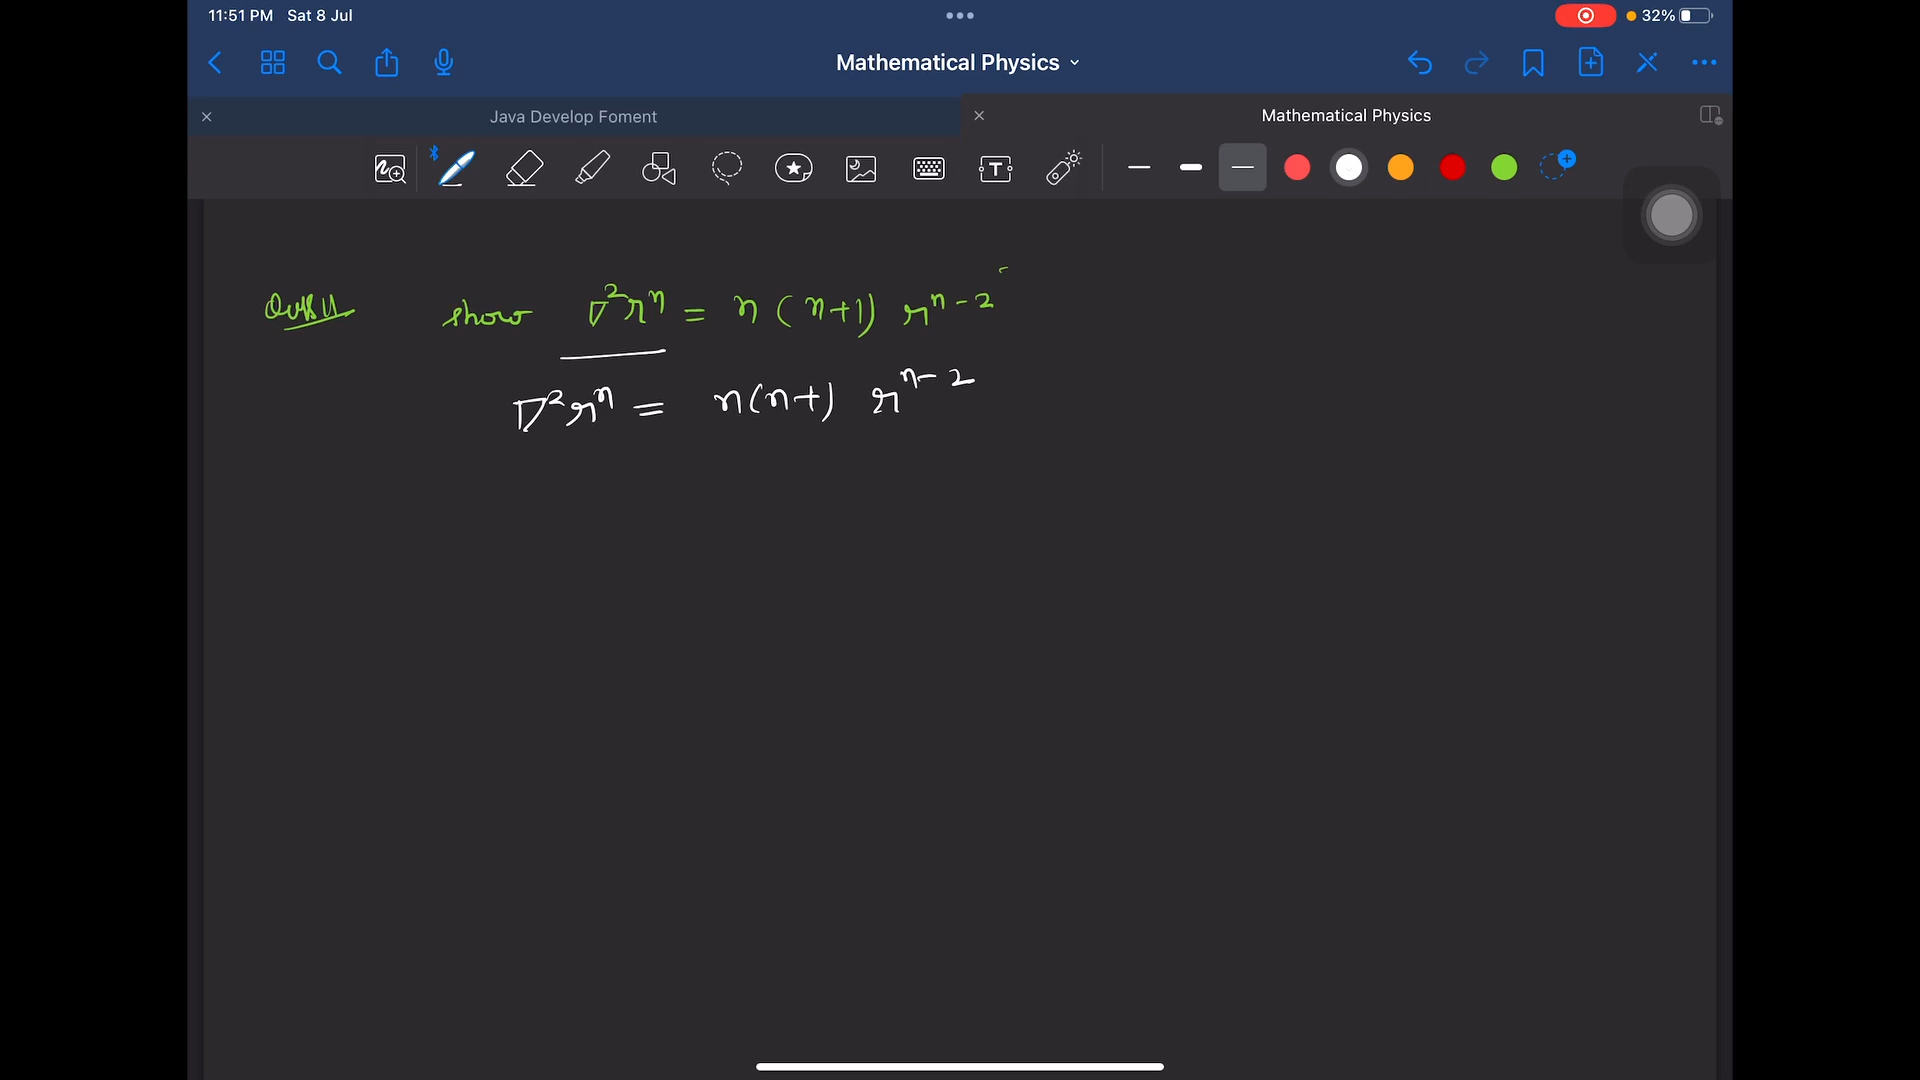 11:51 PM Sat 8 Jul
32%
Mathematical Physics
Java Develop Foment
Mathematical Physics
T
show ∇²rⁿ = n (n+1) rⁿ⁻²
∇²rⁿ = n(n+) rⁿ⁻²